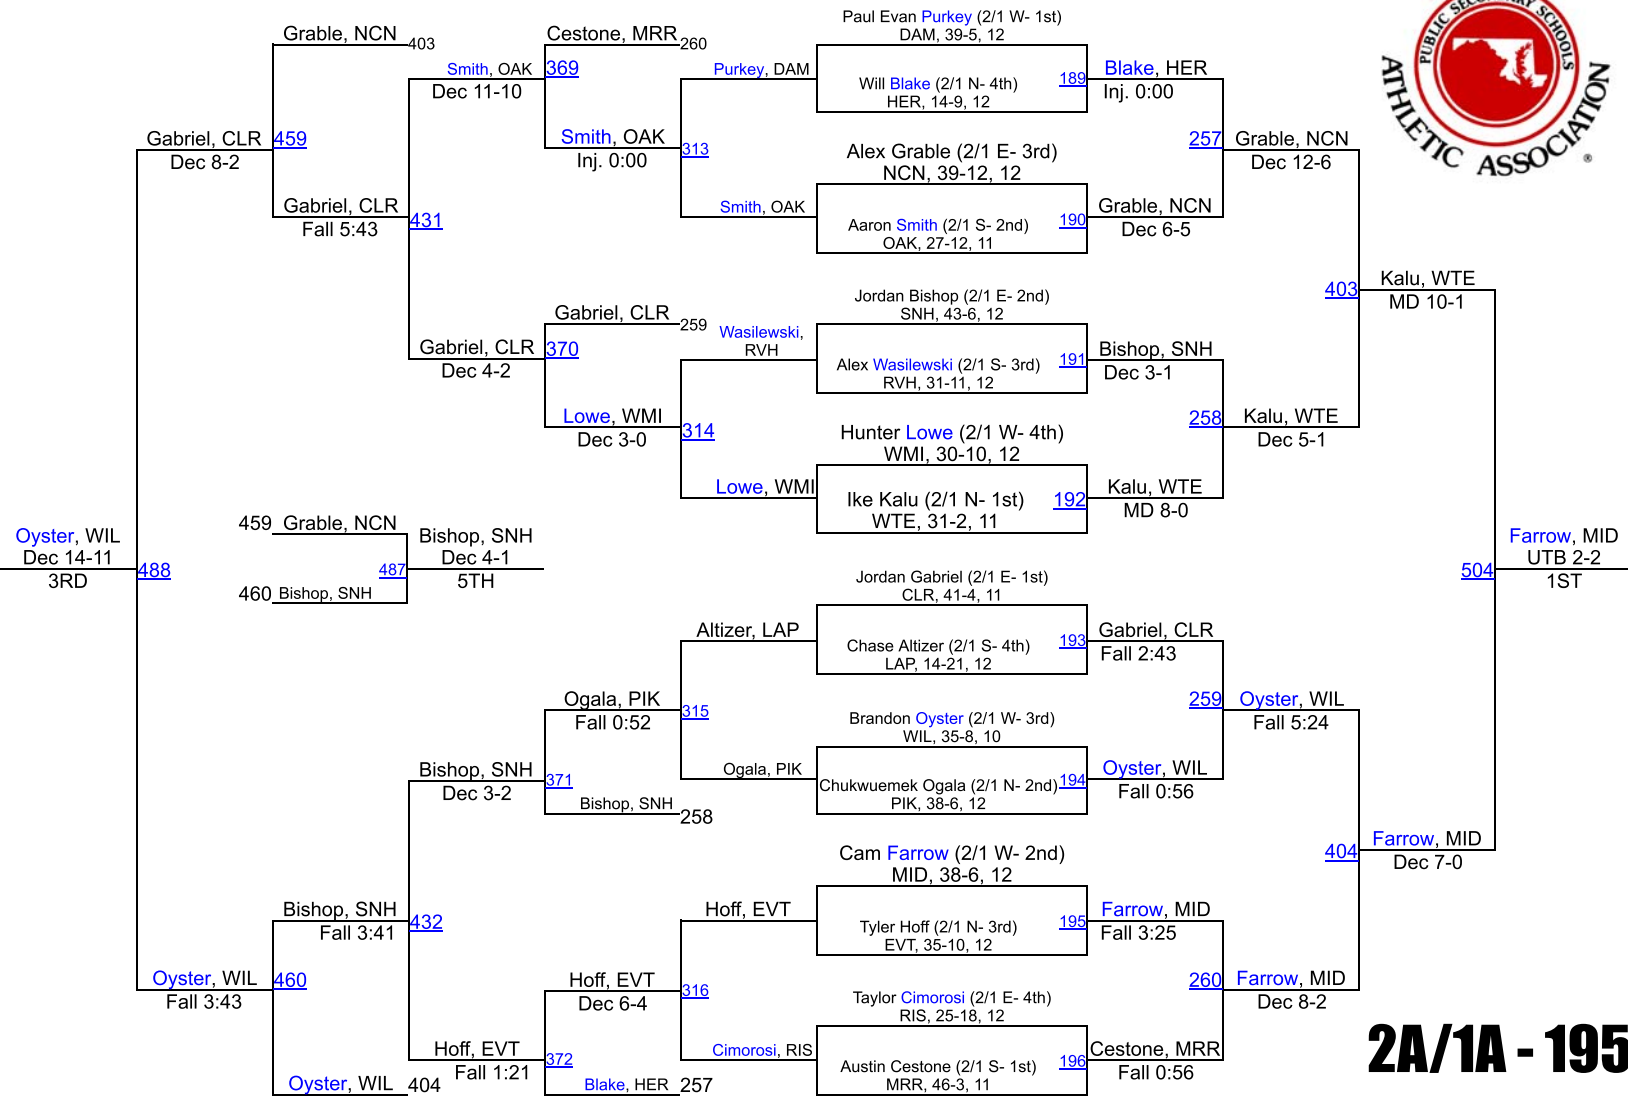 Grable, NCN
403
Cestone, MRR
260
Smith, OAK
369
Dec 11-10
Gabriel, CLR
459
Dec 8-2
Smith, OAK
Inj. 0:00
Gabriel, CLR
431
Fall 5:43
Purkey, DAM
313
Smith, OAK
Gabriel, CLR
259
Gabriel, CLR
370
Dec 4-2
Lowe, WMI
Dec 3-0
Wasilewski,
RVH
314
Lowe, WMI
Paul Evan Purkey (2/1 W- 1st)
DAM, 39-5, 12
Will Blake (2/1 N- 4th)
HER, 14-9, 12
189
Blake, HER
Inj. 0:00
Alex Grable (2/1 E- 3rd)
NCN, 39-12, 12
Aaron Smith (2/1 S- 2nd)
OAK, 27-12, 11
190
Grable, NCN
Dec 6-5
257
Grable, NCN
Dec 12-6
Jordan Bishop (2/1 E- 2nd)
SNH, 43-6, 12
Alex Wasilewski (2/1 S- 3rd)
RVH, 31-11, 12
191
Bishop, SNH
Dec 3-1
Hunter Lowe (2/1 W- 4th)
WMI, 30-10, 12
Ike Kalu (2/1 N- 1st)
WTE, 31-2, 11
192
Kalu, WTE
MD 8-0
258
Kalu, WTE
Dec 5-1
403
Kalu, WTE
MD 10-1
PUBLIC SECONDARY SCHOOLS
ATHLETIC ASSOCIATION
®
Oyster, WIL
Dec 14-11
3RD
488
459 Grable, NCN
487
460 Bishop, SNH
Bishop, SNH
Dec 4-1
5TH
504
Farrow, MID
UTB 2-2
1ST
Altizer, LAP
Ogala, PIK
Fall 0:52
315
Ogala, PIK
Bishop, SNH
371
Dec 3-2
Bishop, SNH
258
Bishop, SNH
432
Fall 3:41
Oyster, WIL
460
Fall 3:43
Hoff, EVT
Hoff, EVT
316
Dec 6-4
Cimorosi, RIS
Hoff, EVT
372
Fall 1:21
Blake, HER
257
Oyster, WIL
404
Jordan Gabriel (2/1 E- 1st)
CLR, 41-4, 11
Chase Altizer (2/1 S- 4th)
LAP, 14-21, 12
193
Gabriel, CLR
Fall 2:43
Brandon Oyster (2/1 W- 3rd)
WIL, 35-8, 10
Chukwuemek Ogala (2/1 N- 2nd)
PIK, 38-6, 12
194
Oyster, WIL
Fall 0:56
259
Oyster, WIL
Fall 5:24
Cam Farrow (2/1 W- 2nd)
MID, 38-6, 12
Tyler Hoff (2/1 N- 3rd)
EVT, 35-10, 12
195
Farrow, MID
Fall 3:25
Taylor Cimorosi (2/1 E- 4th)
RIS, 25-18, 12
Austin Cestone (2/1 S- 1st)
MRR, 46-3, 11
196
Cestone, MRR
Fall 0:56
260
Farrow, MID
Dec 8-2
404
Farrow, MID
Dec 7-0
2A/1A - 195